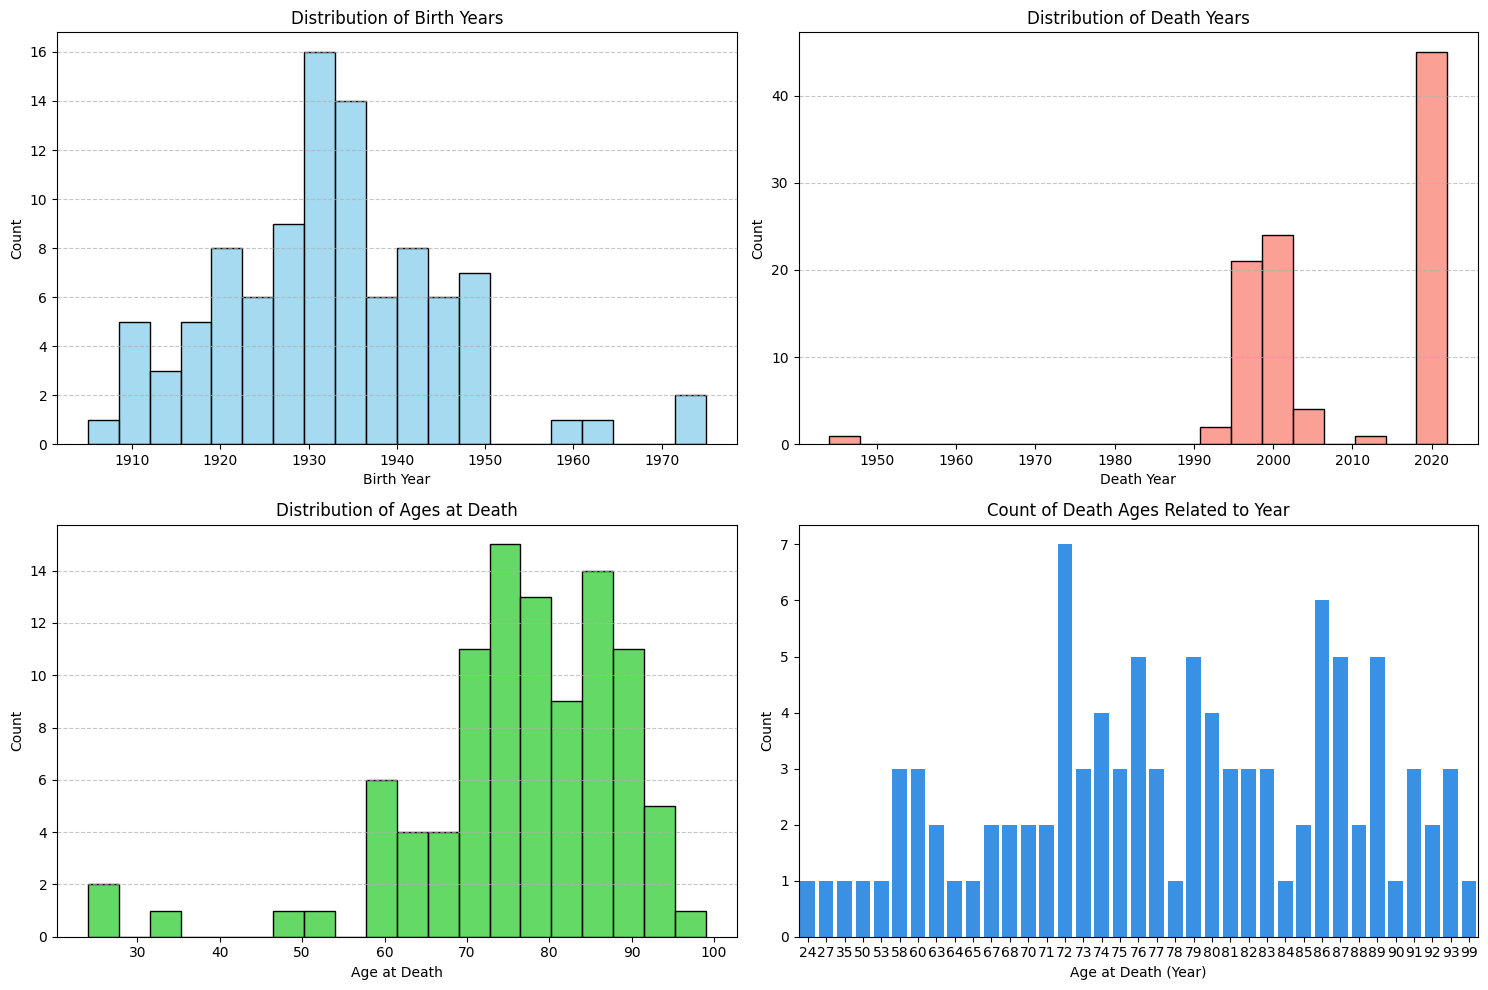 Distribution of Birth Years
Count
16
14
12
10
8
6
4
2
0
1910 1920 1930 1940 1950 1960 1970
Birth Year
Distribution of Death Years
Count
40
30
20
10
0
1950 1960 1970 1980 1990 2000 2010 2020
Death Year
Distribution of Ages at Death
Count
14
12
10
8
6
4
2
0
30 40 50 60 70 80 90 100
Age at Death
Count of Death Ages Related to Year
Count
7
6
5
4
3
2
1
0
24 27 35 50 53 58 60 63 64 65 67 68 70 71 72 73 74 75 76 77 78 79 80 81 82 83 84 85 86 87 88 89 90 91 92 93 99
Age at Death (Year)